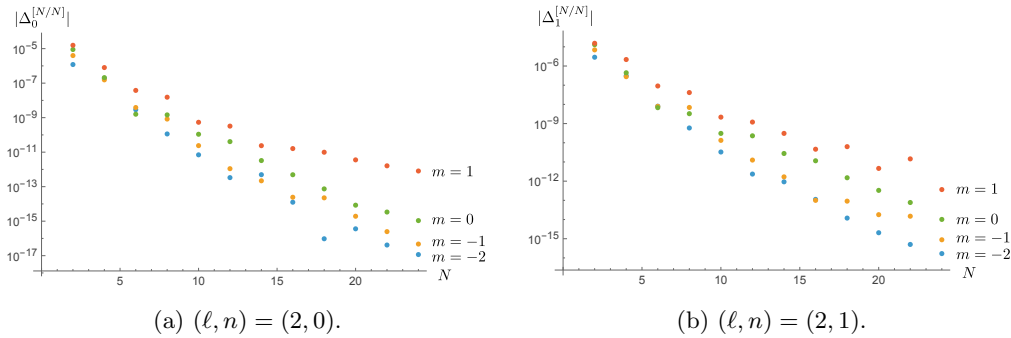 |Δ₀^[N/N]|
10⁻⁵
10⁻⁷
10⁻⁹
10⁻¹¹
10⁻¹³
10⁻¹⁵
10⁻¹⁷
5 10 15 20
N
m = 1
m = 0
m = −1
m = −2
(a) (ℓ, n) = (2, 0).
|Δ₁^[N/N]|
10⁻⁶
10⁻⁹
10⁻¹²
10⁻¹⁵
5 10 15 20
N
m = 1
m = 0
m = −1
m = −2
(b) (ℓ, n) = (2, 1).